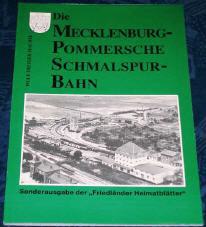 Die
MECKLENBURG-
POMMERSCHE
SCHMALSPUR-
BAHN
Sonderausgabe der „Friedländer Heimatblätter"